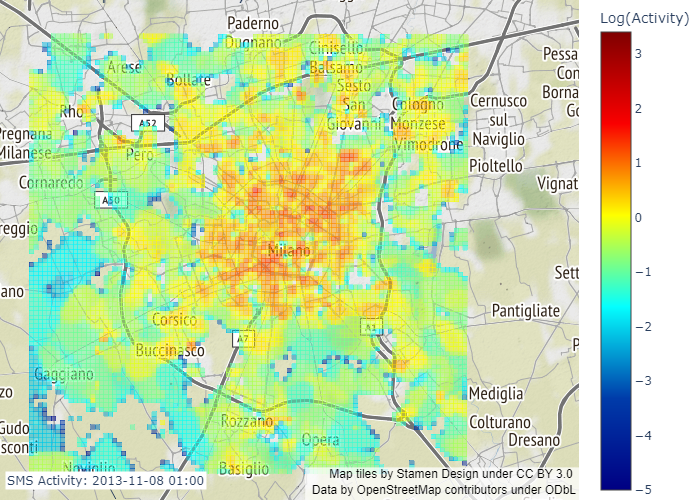 Paderno
Dugnano
Cinisello
Balsamo
Arese
Bollare
Sesto
San
Giovanni
Rho
A52
Cologno
Monzese
Cernusco
sul
Naviglio
Pessa
Con
Borna
Go
Pregnana
Milanese
Pero
Vimodrone
Pioltello
Cornaredo
A50
Vignat
reggio
Milano
ano
Sett
Pantigliate
Corsico
A1
A7
Buccinasco
P
Gaggiano
zo
Mediglia
Rozzano
Colturano
Gudo
sconti
Opera
Dresano
Noviglio
Basiglio
SMS Activity: 2013-11-08 01:00
Map tiles by Stamen Design under CC BY 3.0
Data by OpenStreetMap contributors under ODbL
Log(Activity)
3
2
1
0
−1
−2
−3
−4
−5